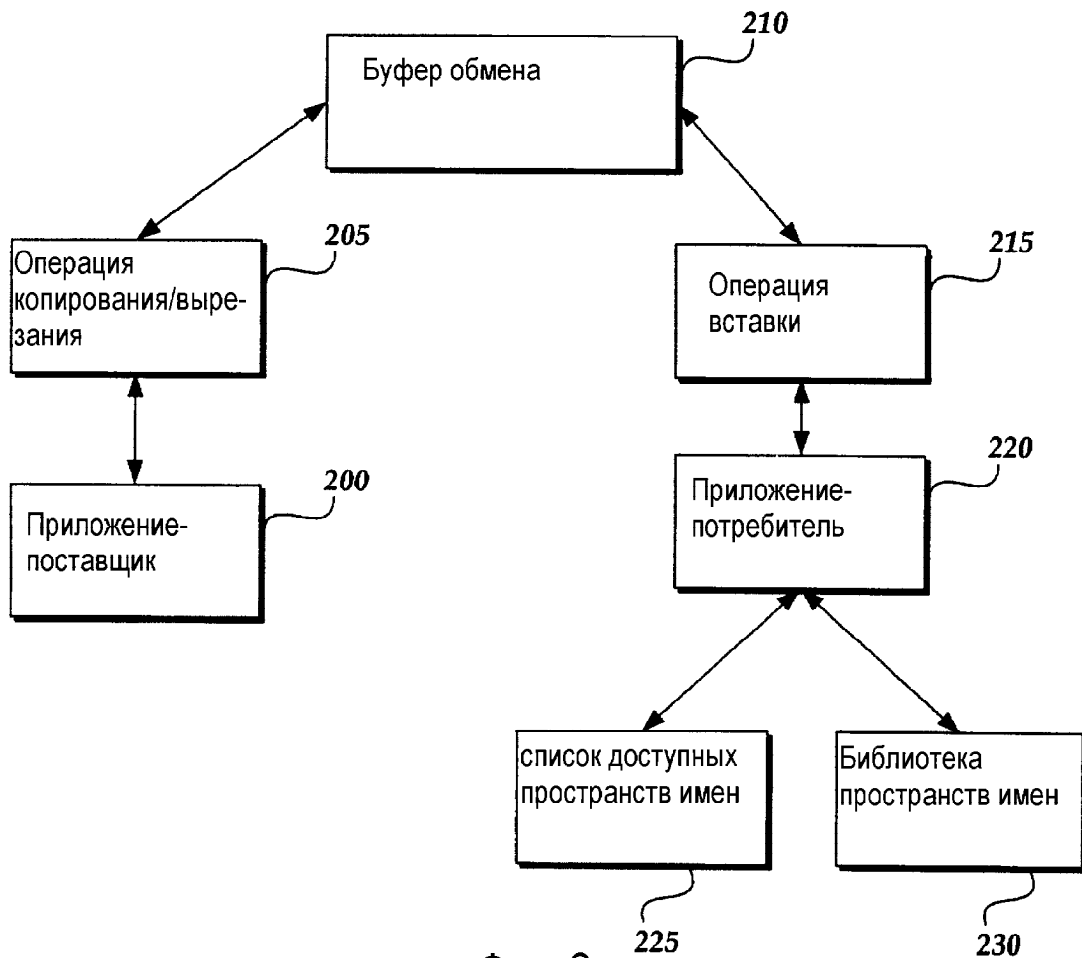 210
Буфер обмена
205
Операция
копирования/выре-
зания
215
Операция
вставки
200
Приложение-
поставщик
220
Приложение-
потребитель
список доступных
пространств имен
Библиотека
пространств имен
225
230